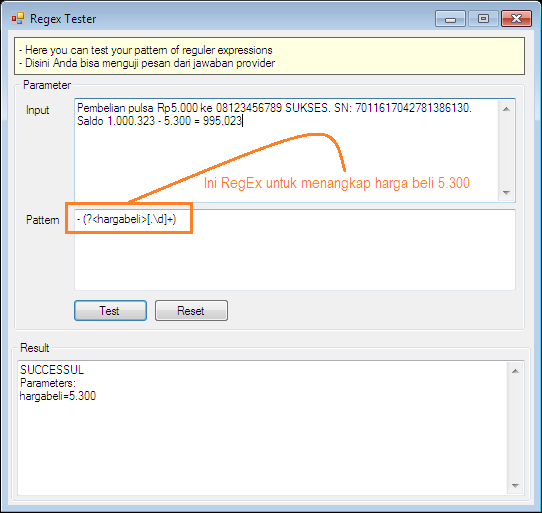 Regex Tester
- Here you can test your pattern of reguler expressions
- Disini Anda bisa menguji pesan dari jawaban provider
Parameter
Input
Pembelian pulsa Rp5.000 ke 08123456789 SUKSES. SN: 7011617042781386130.
Saldo 1.000.323 - 5.300 = 995.023
Ini RegEx untuk menangkap harga beli 5.300
Pattern
- (?<hargabeli>[.\d]+)
Test
Reset
Result
SUCCESSUL
Parameters:
hargabeli=5.300